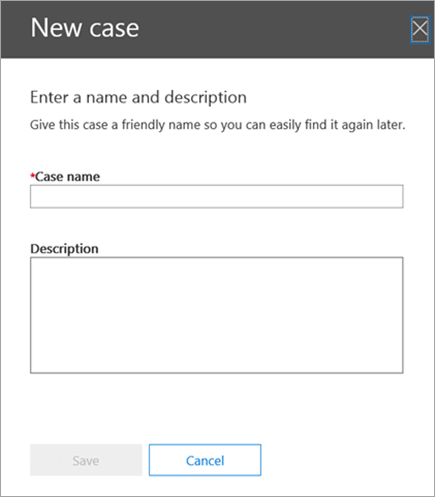 New case
Enter a name and description
Give this case a friendly name so you can easily find it again later.
*Case name
Description
Save
Cancel